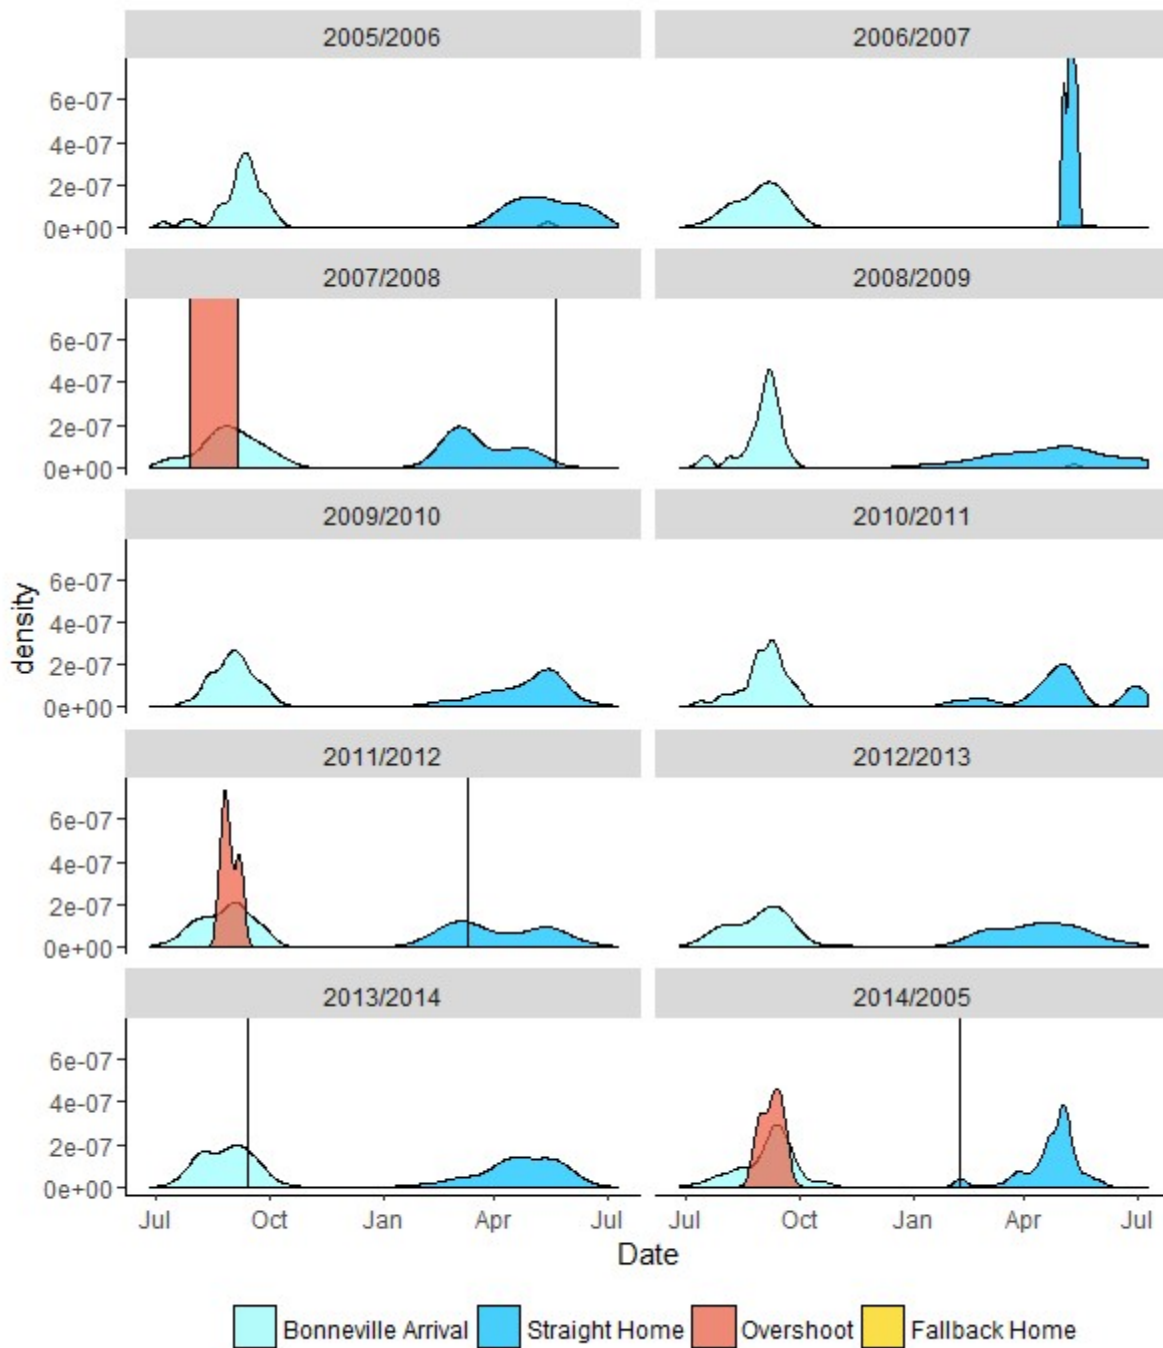 2005/2006 2006/2007
6e-07
4e-07
2e-07
0e+00
2007/2008 2008/2009
6e-07
4e-07
2e-07
0e+00
2009/2010 2010/2011
6e-07
4e-07
2e-07
0e+00
2011/2012 2012/2013
6e-07
4e-07
2e-07
0e+00
2013/2014 2014/2005
6e-07
4e-07
2e-07
0e+00
density
Jul Oct Jan Apr Jul Jul Oct Jan Apr Jul
Date
Bonneville Arrival Straight Home Overshoot Fallback Home